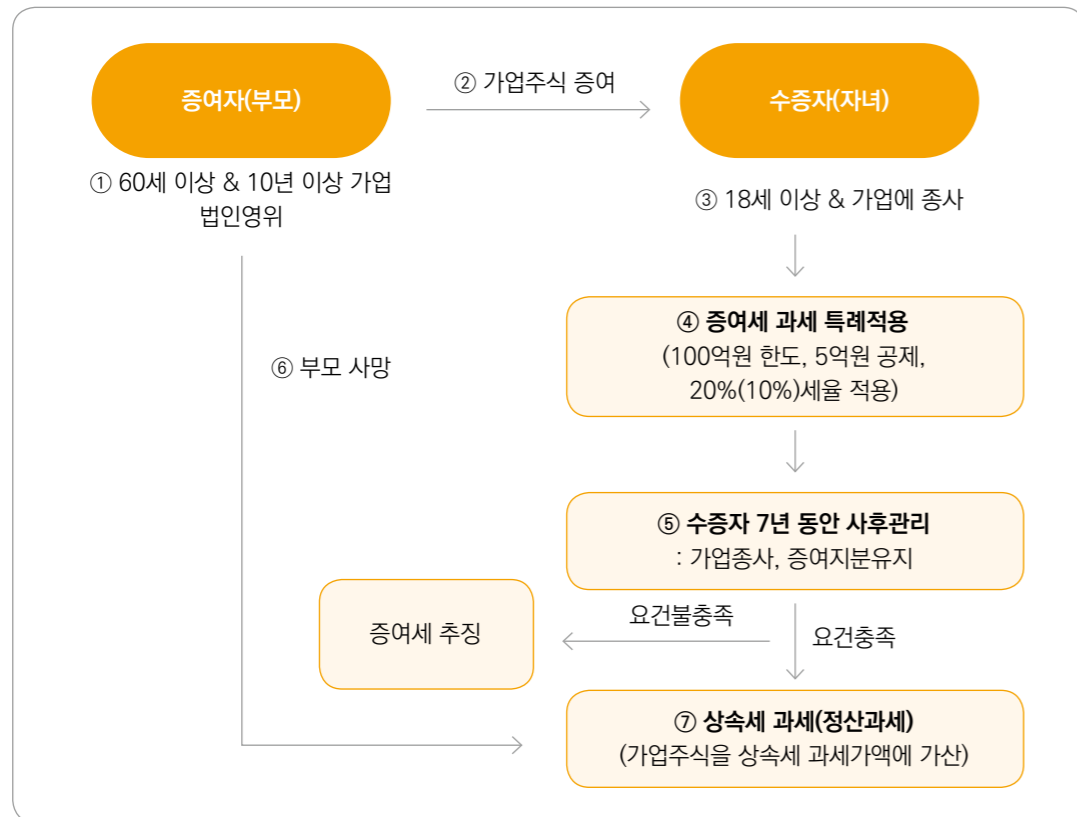 증여자(부모)
② 가업주식 증여
수증자(자녀)
① 60세 이상 & 10년 이상 가업
법인영위
③ 18세 이상 & 가업에 종사
④ 증여세 과세 특례적용
(100억원 한도, 5억원 공제,
20%(10%)세율 적용)
⑥ 부모 사망
⑤ 수증자 7년 동안 사후관리
: 가업종사, 증여지분유지
증여세 추징
요건불충족
요건충족
⑦ 상속세 과세(정산과세)
(가업주식을 상속세 과세가액에 가산)